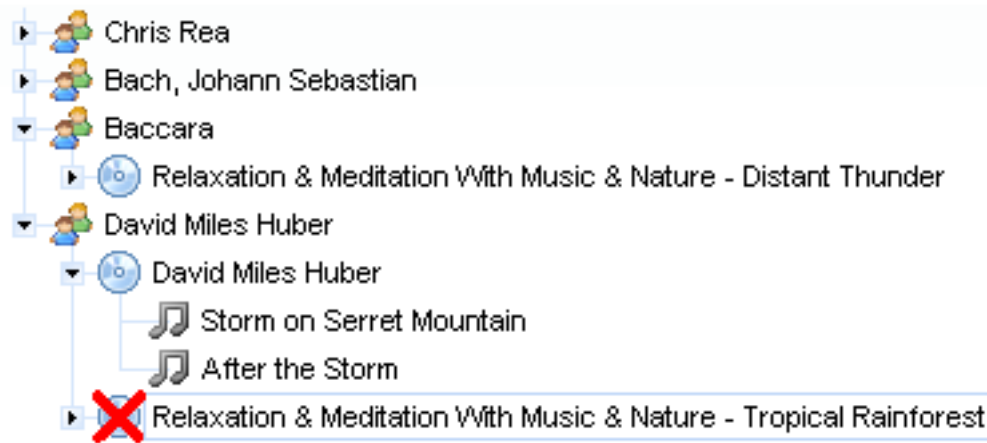 Chris Rea
Bach, Johann Sebastian
Baccara
Relaxation & Meditation With Music & Nature - Distant Thunder
David Miles Huber
David Miles Huber
Storm on Serret Mountain
After the Storm
Relaxation & Meditation With Music & Nature - Tropical Rainforest